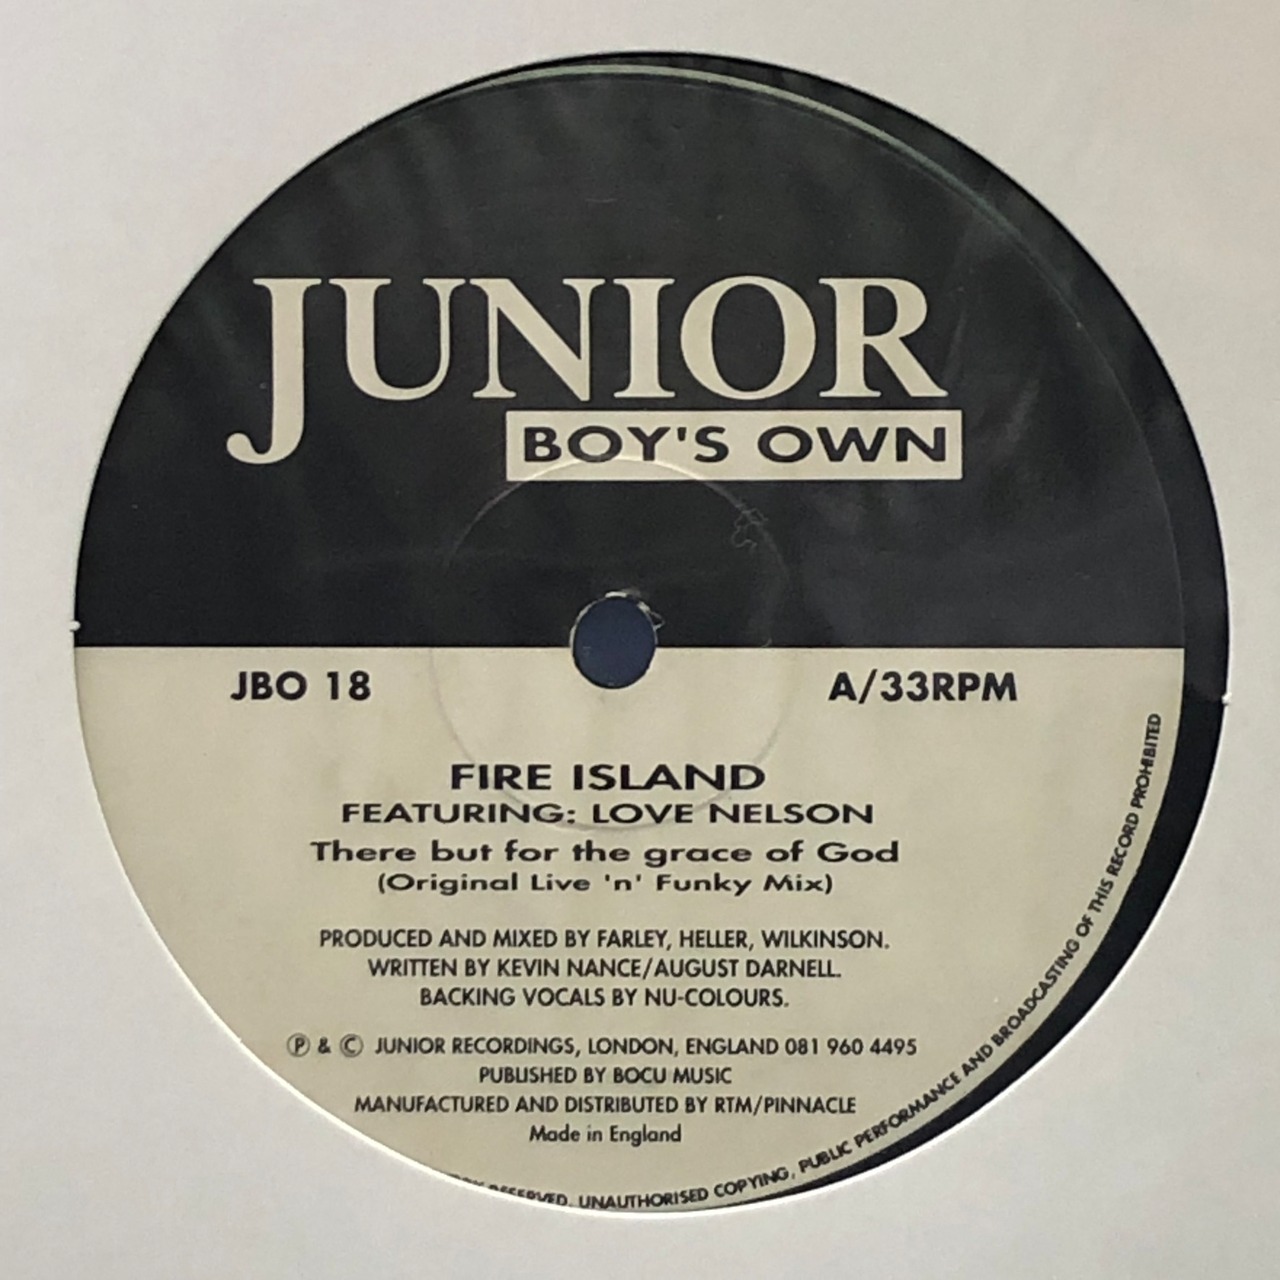 JUNIOR
BOY'S OWN
JBO 18
A/33RPM
FIRE ISLAND
FEATURING: LOVE NELSON
There but for the grace of God
(Original Live 'n' Funky Mix)
PRODUCED AND MIXED BY FARLEY, HELLER, WILKINSON.
WRITTEN BY KEVIN NANCE/AUGUST DARNELL.
BACKING VOCALS BY NU-COLOURS.
Ⓟ & Ⓒ JUNIOR RECORDINGS, LONDON, ENGLAND 081 960 4495
PUBLISHED BY BOCU MUSIC
MANUFACTURED AND DISTRIBUTED BY RTM/PINNACLE
Made in England
RESERVED. UNAUTHORISED COPYING, PUBLIC PERFORMANCE AND BROADCASTING OF THIS RECORD PROHIBITED